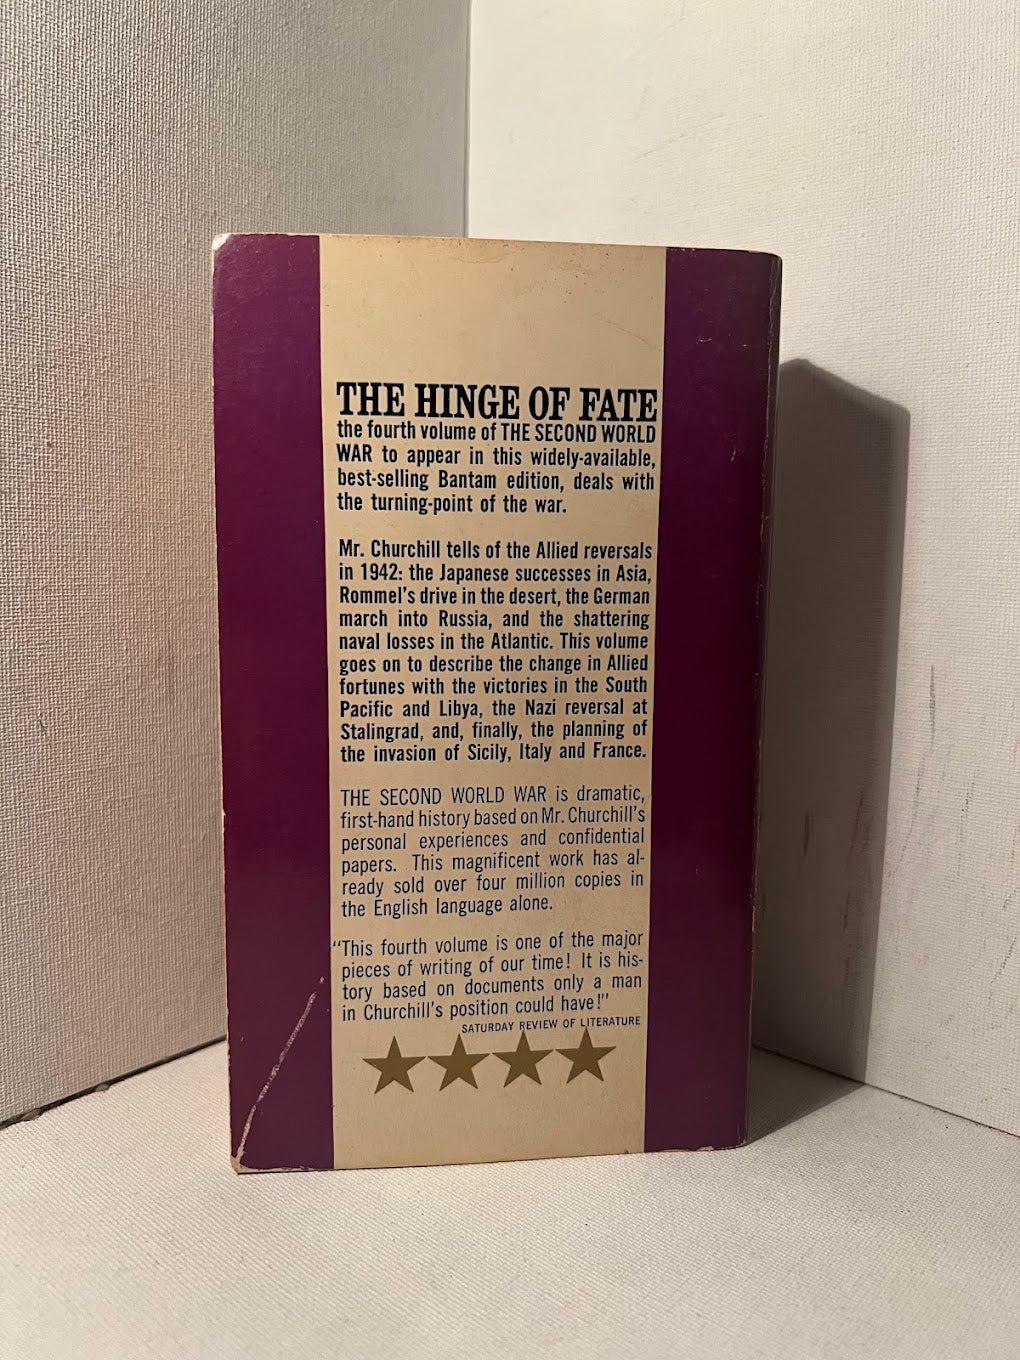 THE HINGE OF FATE
the fourth volume of THE SECOND WORLD
WAR to appear in this widely-available,
best-selling Bantam edition, deals with
the turning-point of the war.
Mr. Churchill tells of the Allied reversals
in 1942: the Japanese successes in Asia,
Rommel's drive in the desert, the German
march into Russia, and the shattering
naval losses in the Atlantic. This volume
goes on to describe the change in Allied
fortunes with the victories in the South
Pacific and Libya, the Nazi reversal at
Stalingrad, and, finally, the planning of
the invasion of Sicily, Italy and France.
THE SECOND WORLD WAR is dramatic,
first-hand history based on Mr. Churchill's
personal experiences and confidential
papers. This magnificent work has al-
ready sold over four million copies in
the English language alone.
"This fourth volume is one of the major
pieces of writing of our time! It is his-
tory based on documents only a man
in Churchill's position could have!"
SATURDAY REVIEW OF LITERATURE